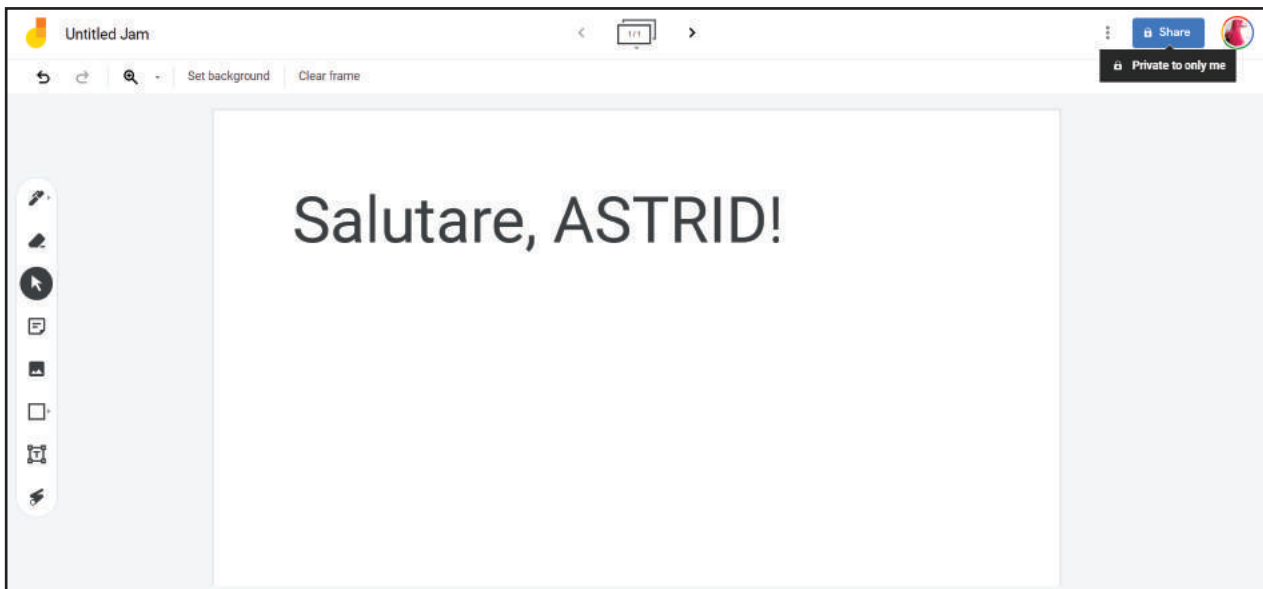 Untitled Jam
1/1
Share
Set background
Clear frame
Private to only me
Salutare, ASTRID!
T